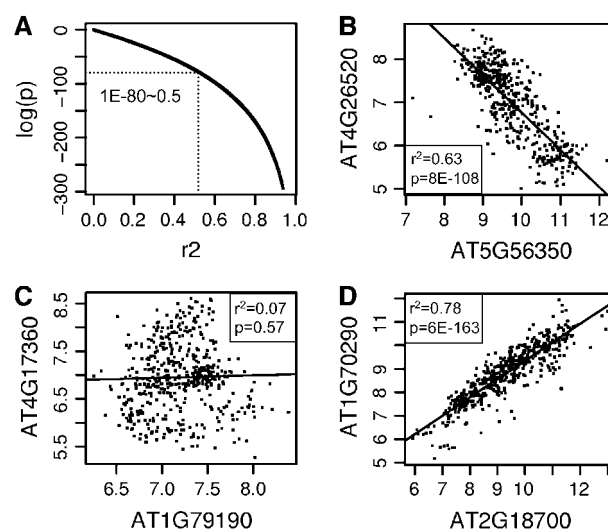 A
log(p)
0
−100
−200
−300
1E-80~0.5
0.0 0.2 0.4 0.6 0.8 1.0
r2
B
AT4G26520
8
7
6
5
r²=0.63
p=8E-108
7 8 9 10 11 12
AT5G56350
C
AT4G17360
8.5
7.5
6.5
5.5
r²=0.07
p=0.57
6.5 7.0 7.5 8.0
AT1G79190
D
AT1G70290
11
9
8
7
6
5
r²=0.78
p=6E-163
6 7 8 9 10 11 12
AT2G18700